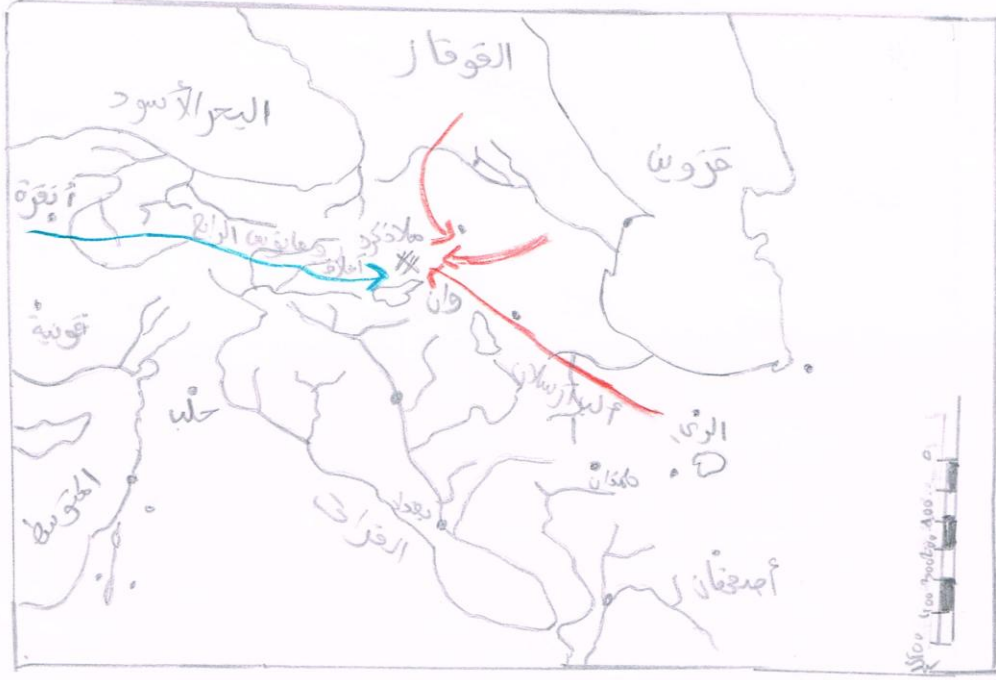 القوقاز
البحر الأسود
قزوين
أنقرة
ملاذكرد
رومانوس الرابع
أخلاط
وان
قونية
ألب أرسلان
حلب
الري
همذان
المتوسط
بغداد
الفرات
أصفهان